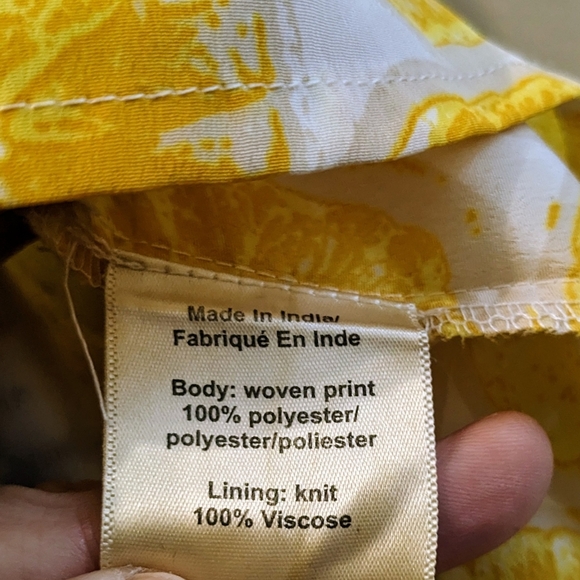 Made In India/
Fabriqué En Inde
Body: woven print
100% polyester/
polyester/poliester
Lining: knit
100% Viscose